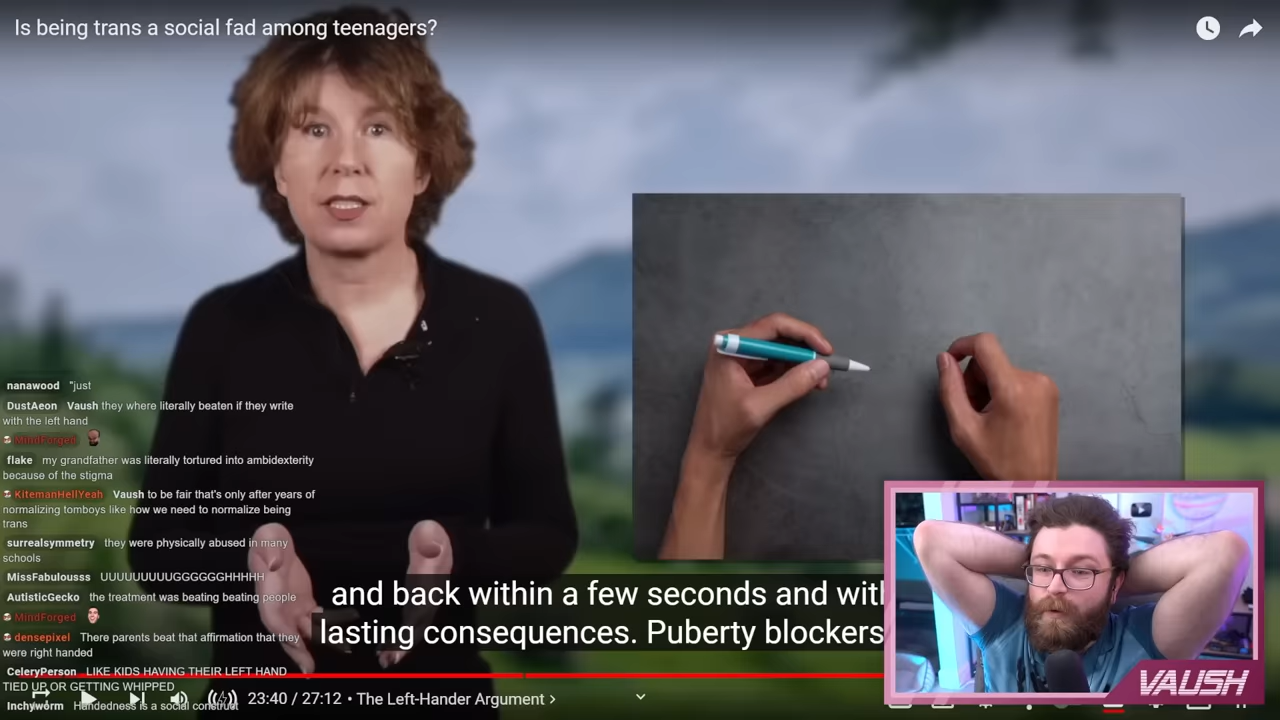 Is being trans a social fad among teenagers?
nanawood "just
DustAeon Vaush they where literally beaten if they write
with the left hand
MindForged
flake my grandfather was literally tortured into ambidexterity
because of the stigma
KitemanHellYeah Vaush to be fair that's only after years of
normalizing tomboys like how we need to normalize being
trans
surrealsymmetry they were physically abused in many
schools
MissFabulousss UUUUUUUUUGGGGGGHHHHH
AutisticGecko the treatment was beating beating people
MindForged
densepixel There parents beat that affirmation that they
were right handed
CeleryPerson LIKE KIDS HAVING THEIR LEFT HAND
TIED UP OR GETTING WHIPPED
Inchyworm Handedness is a social construct
and back within a few seconds and with
lasting consequences. Puberty blockers
23:40 / 27:12 • The Left-Hander Argument
VAUSH